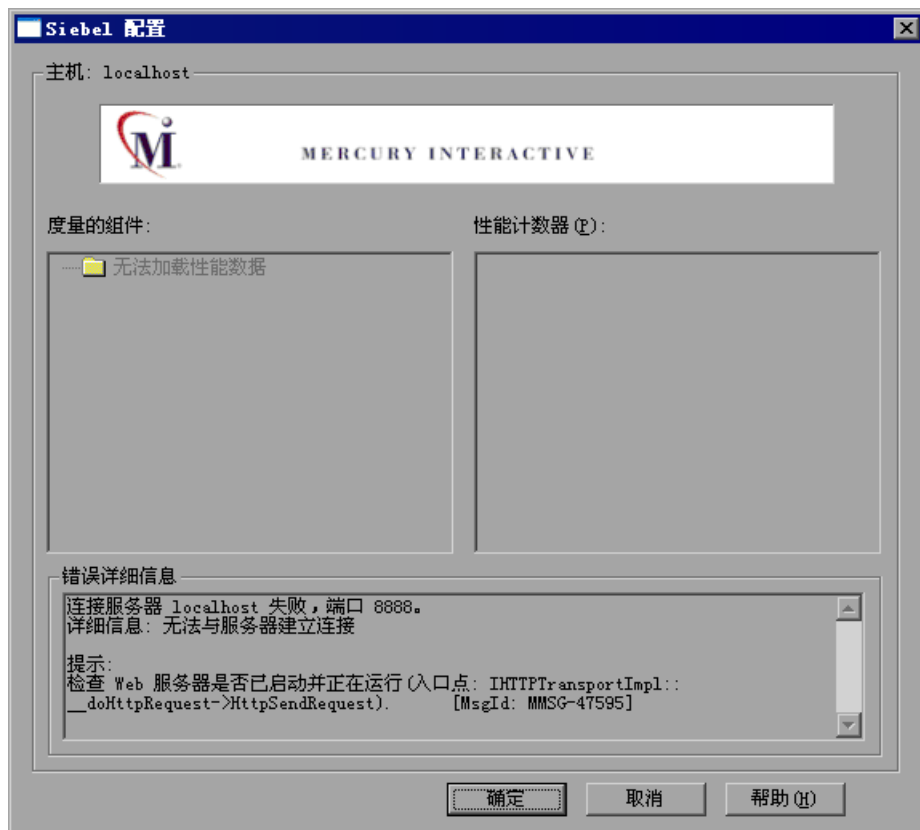 Siebel 配置
主机: localhost
M
MERCURY INTERACTIVE
度量的组件:
性能计数器(P):
无法加载性能数据
错误详细信息
连接服务器 localhost 失败，端口 8888。
详细信息: 无法与服务器建立连接
提示:
检查 Web 服务器是否已启动并正在运行(入口点: IHTTPTransportImpl::
__doHttpRequest->HttpSendRequest). [MsgId: MMSG-47595]
确定
取消
帮助(H)